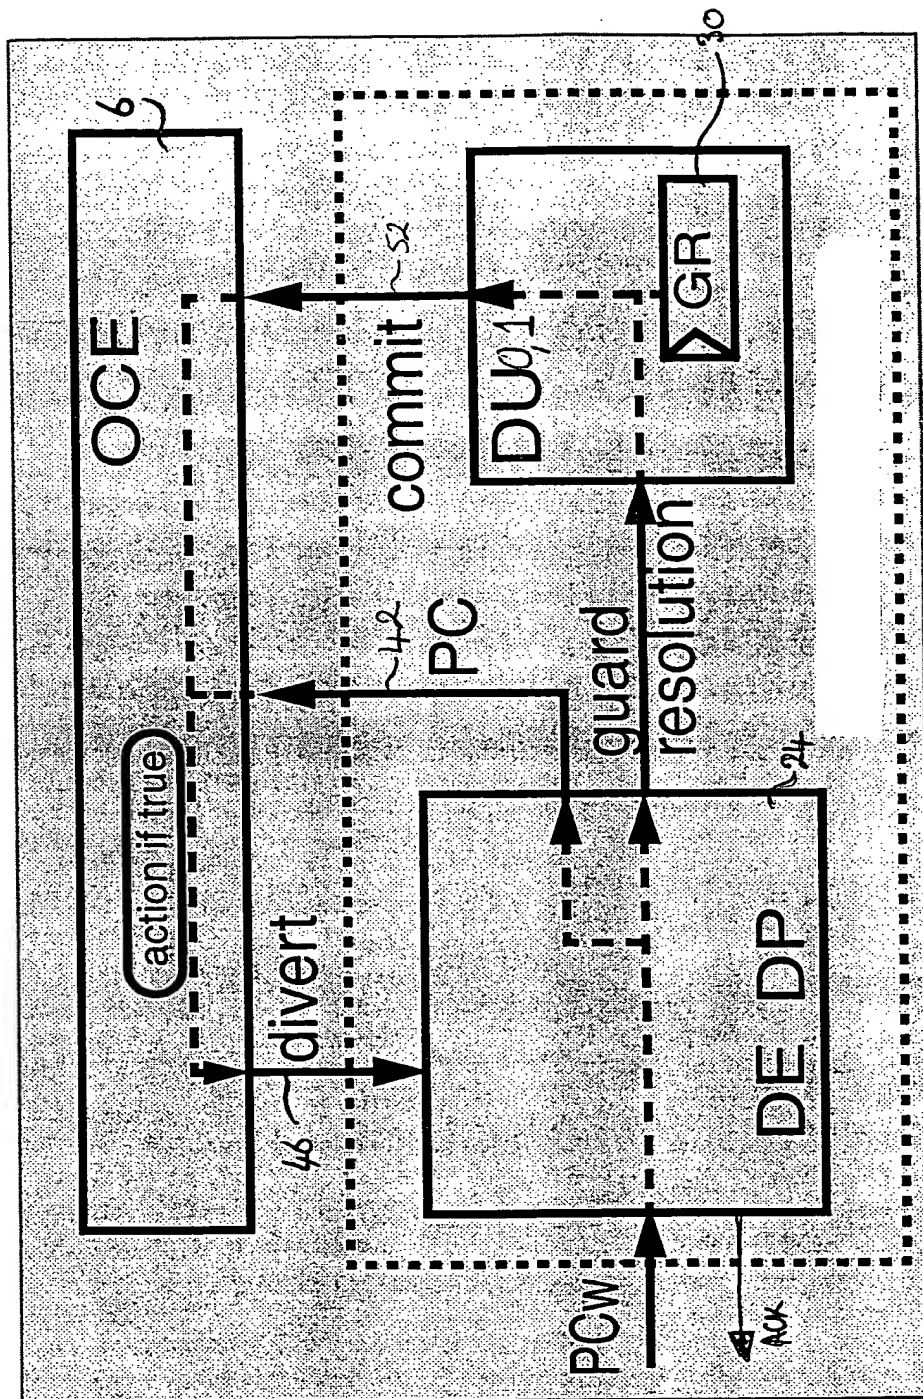 OCE
6
action if true
divert
46
PC
42
commit
52
PCW
DE DP
24
guard
resolution
DU0,1
GR
30
ACK